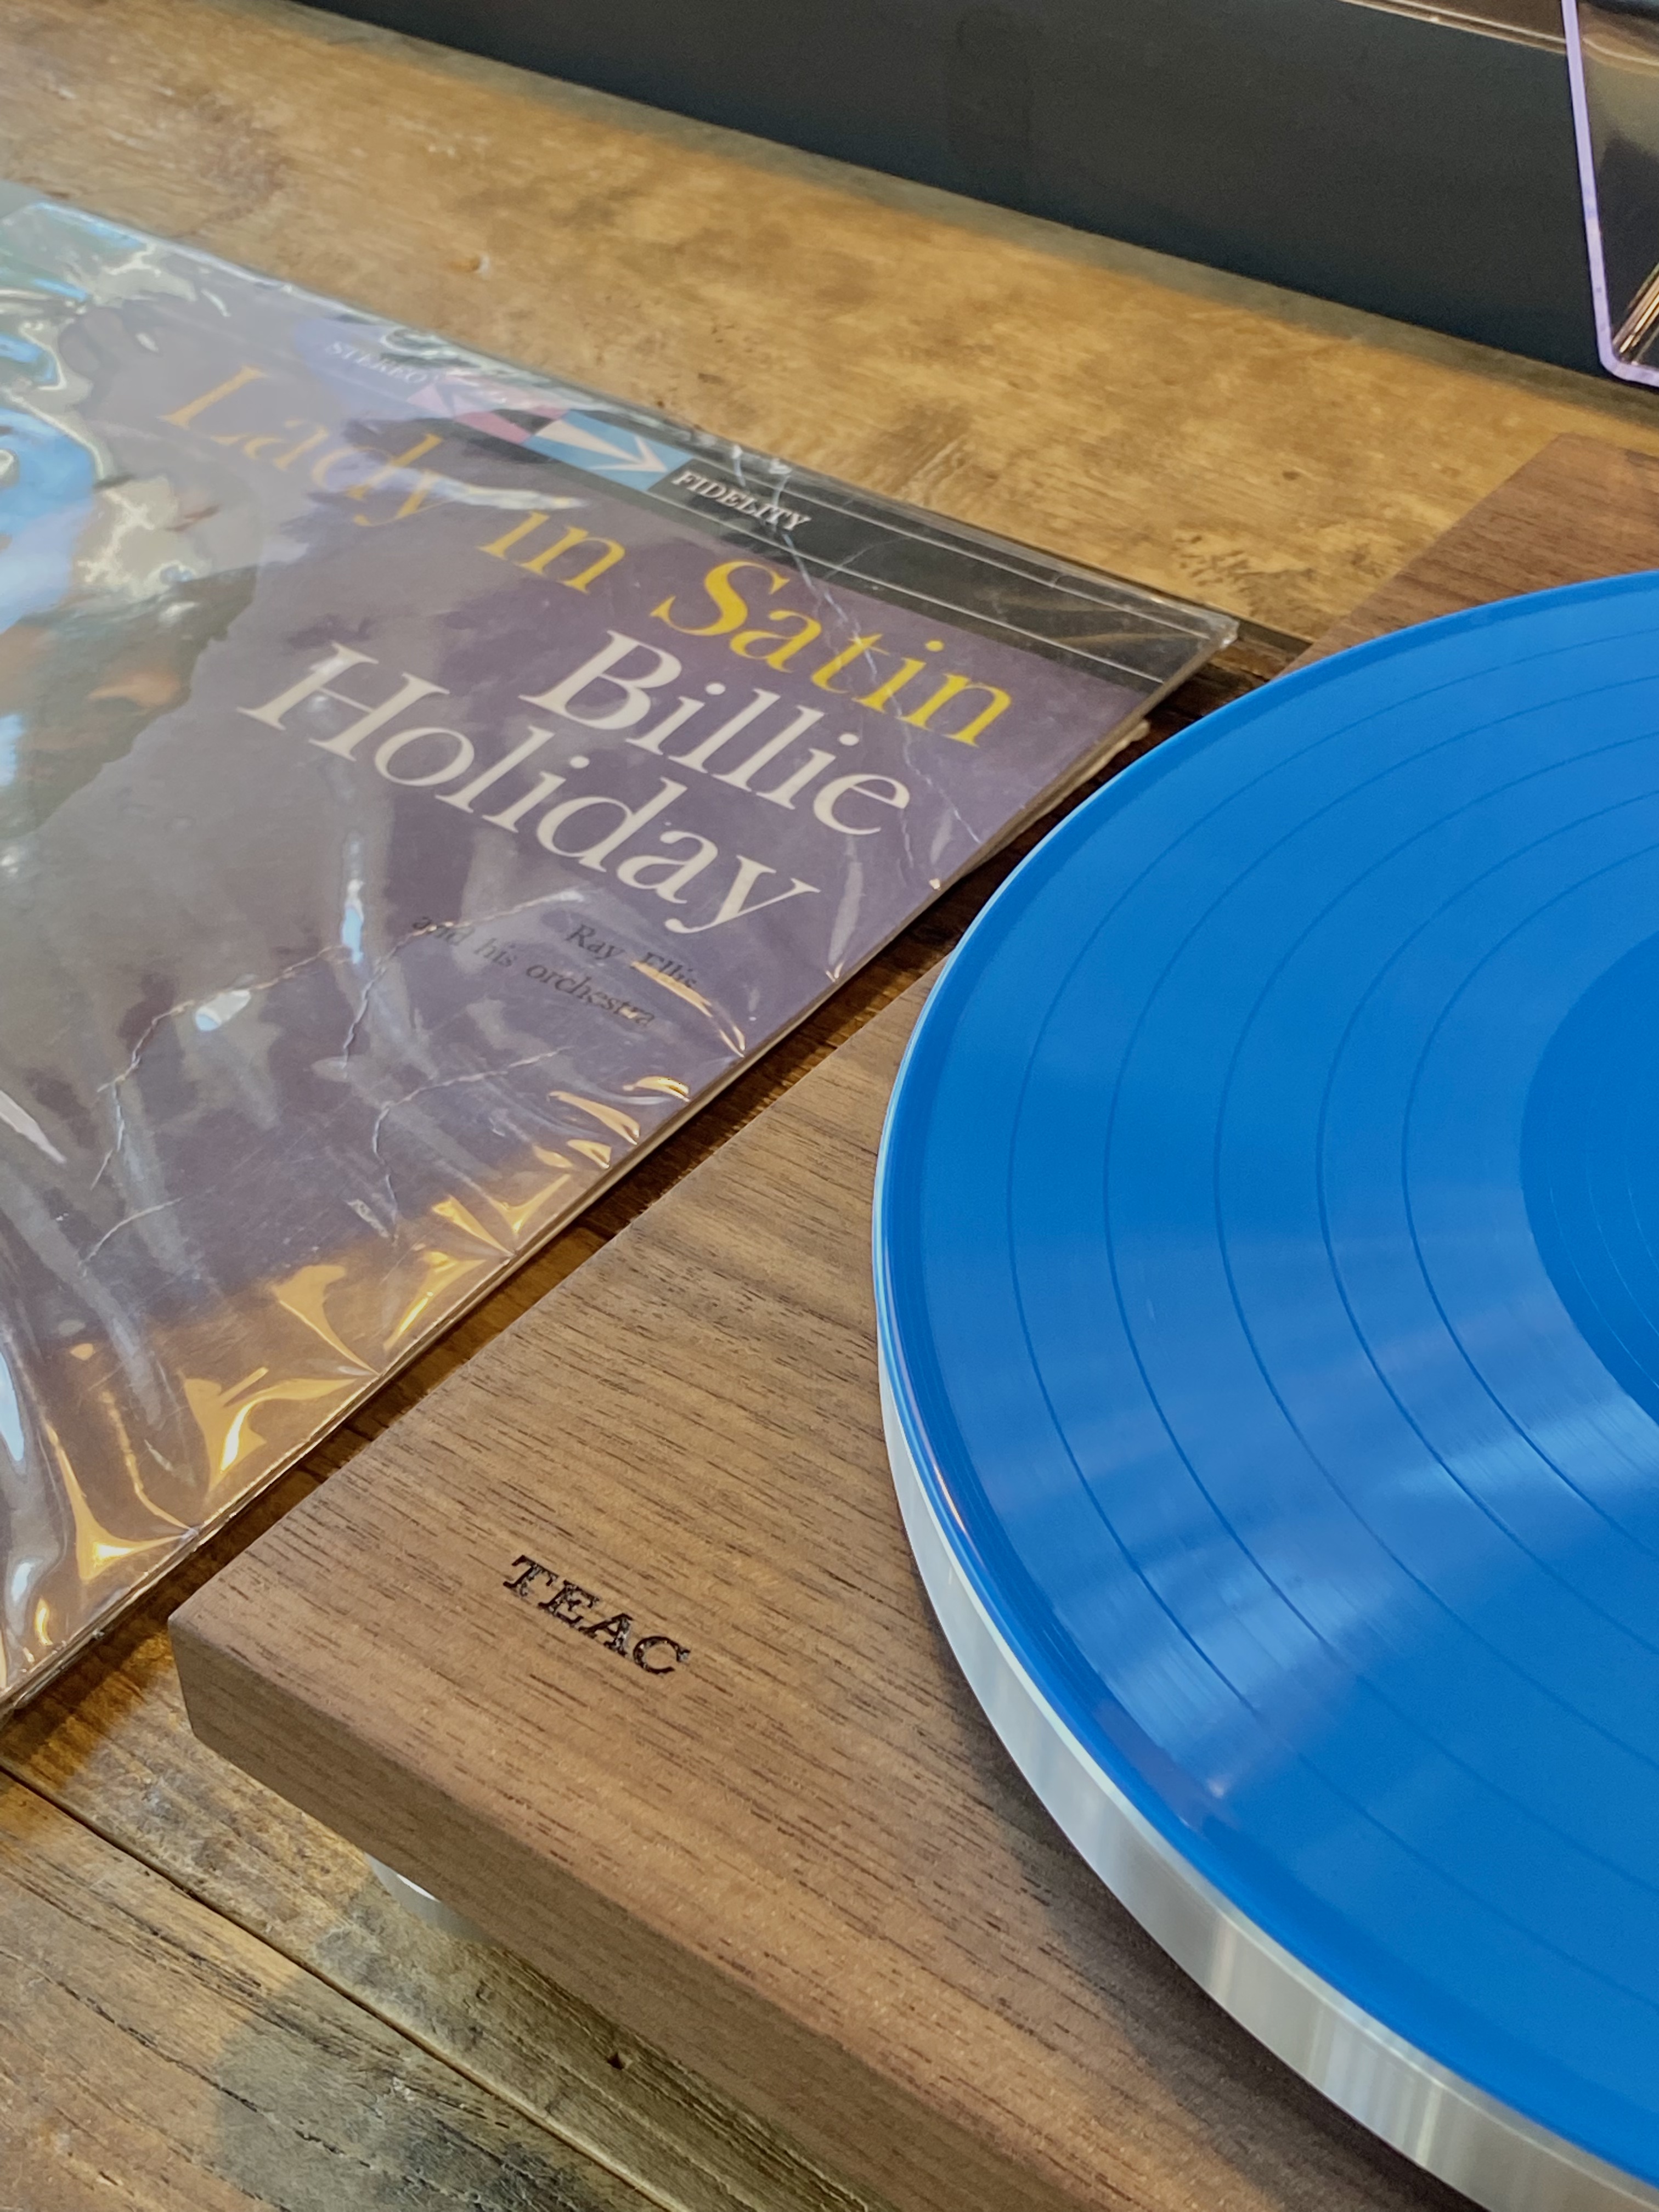 STEREO
FIDELITY
Lady in Satin
Billie
Holiday
Ray Ellis
and his orchestra
TEAC